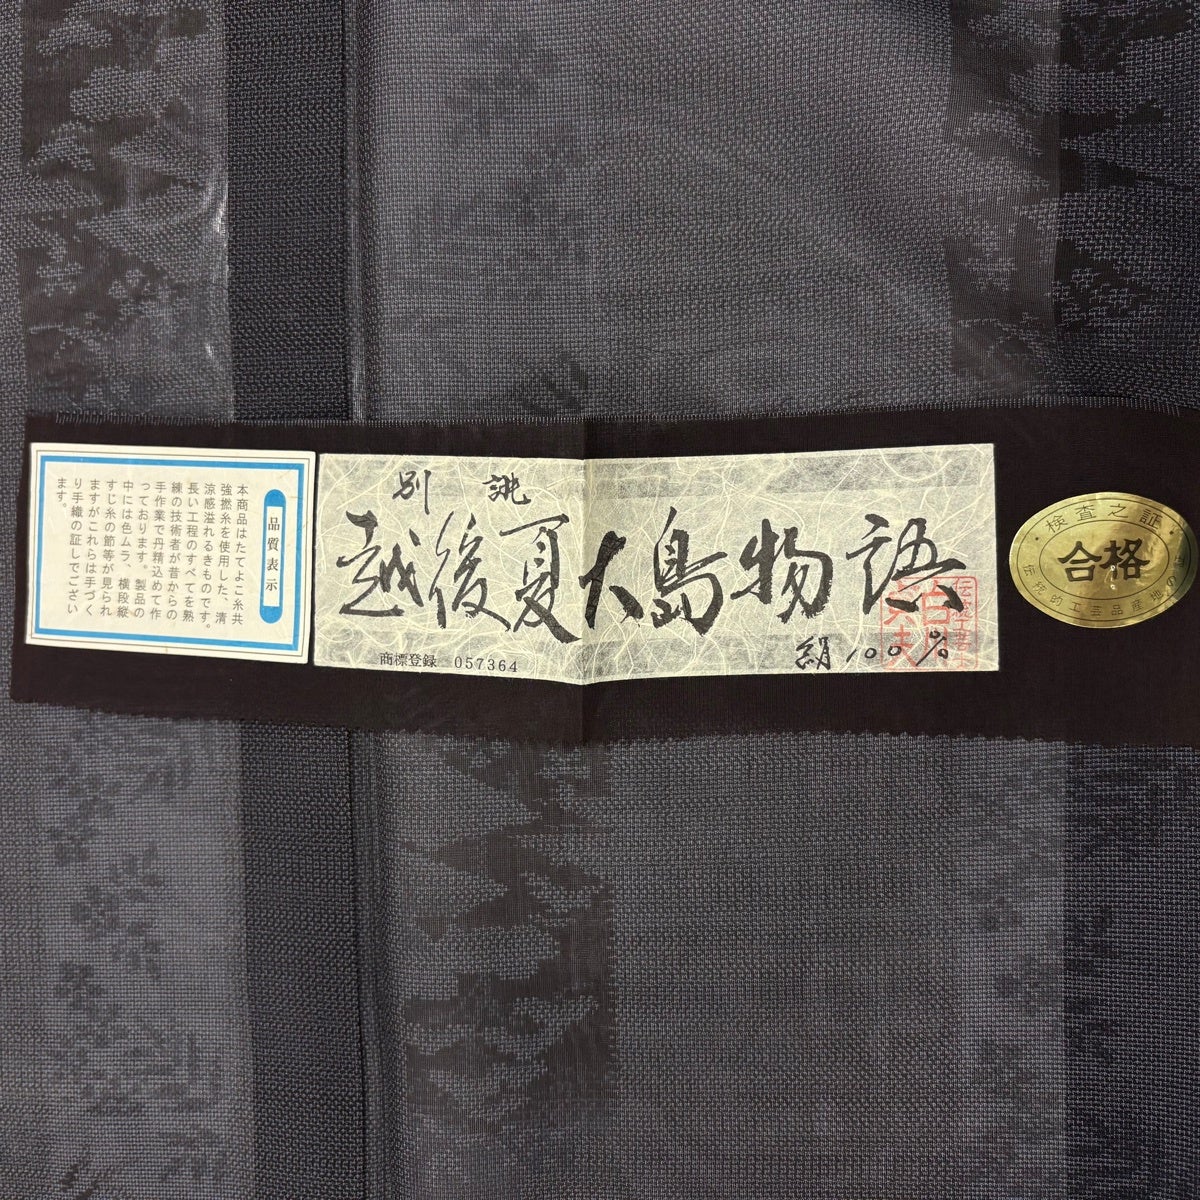 品質表示
本商品はたてよこ糸共
強撚糸を使用した、清
涼感溢れるきものです。
長い工程のすべてを熟
練の技術者が昔からの
手作業で丹精込めて作
っております。製品の
中には色ムラ、横段縦
すじ糸の節等が見られ
ますがこれらは手づく
り手織の証しでござい
ます。
別誂
越後夏大島物語
商標登録 057364
絹100%
検査之証
合格
伝統的工芸品産地の